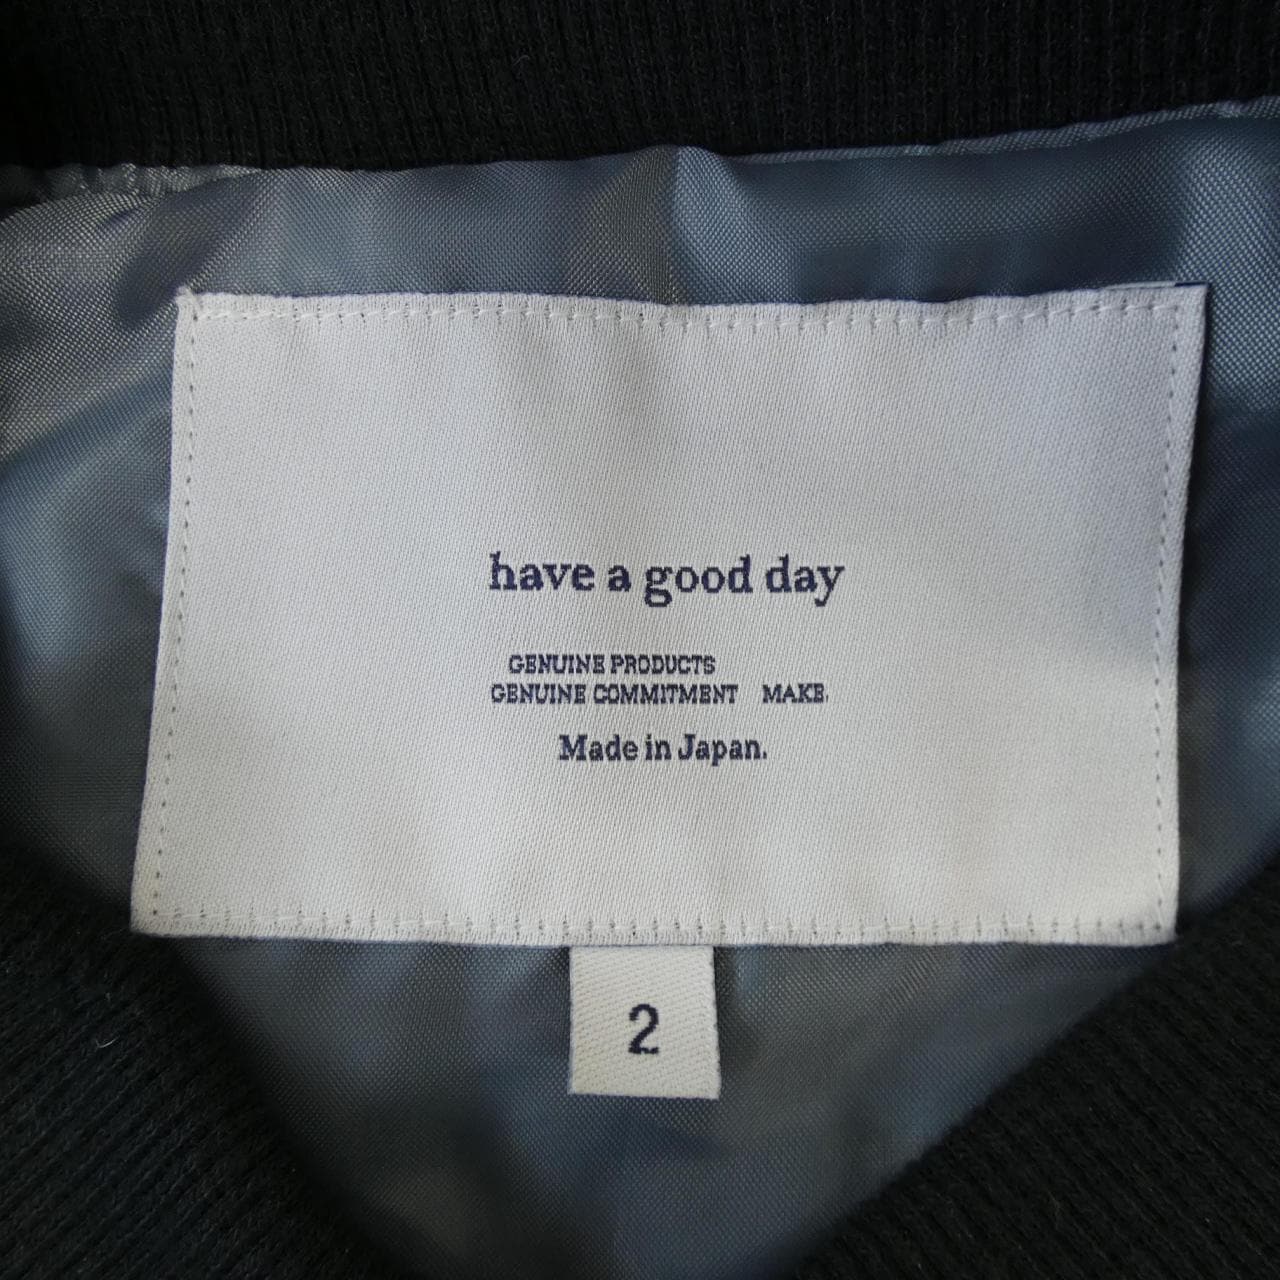 have a good day
GENUINE PRODUCTS
GENUINE COMMITMENT MAKE.
Made in Japan.
2